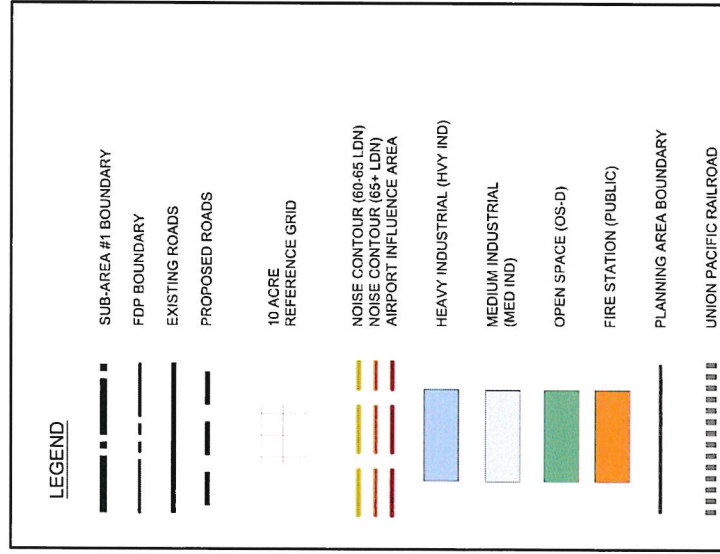 LEGEND
SUB-AREA #1 BOUNDARY
FDP BOUNDARY
EXISTING ROADS
PROPOSED ROADS
10 ACRE
REFERENCE GRID
NOISE CONTOUR (60-65 LDN)
NOISE CONTOUR (65+ LDN)
AIRPORT INFLUENCE AREA
HEAVY INDUSTRIAL (HVY IND)
MEDIUM INDUSTRIAL
(MED IND)
OPEN SPACE (OS-D)
FIRE STATION (PUBLIC)
PLANNING AREA BOUNDARY
UNION PACIFIC RAILROAD